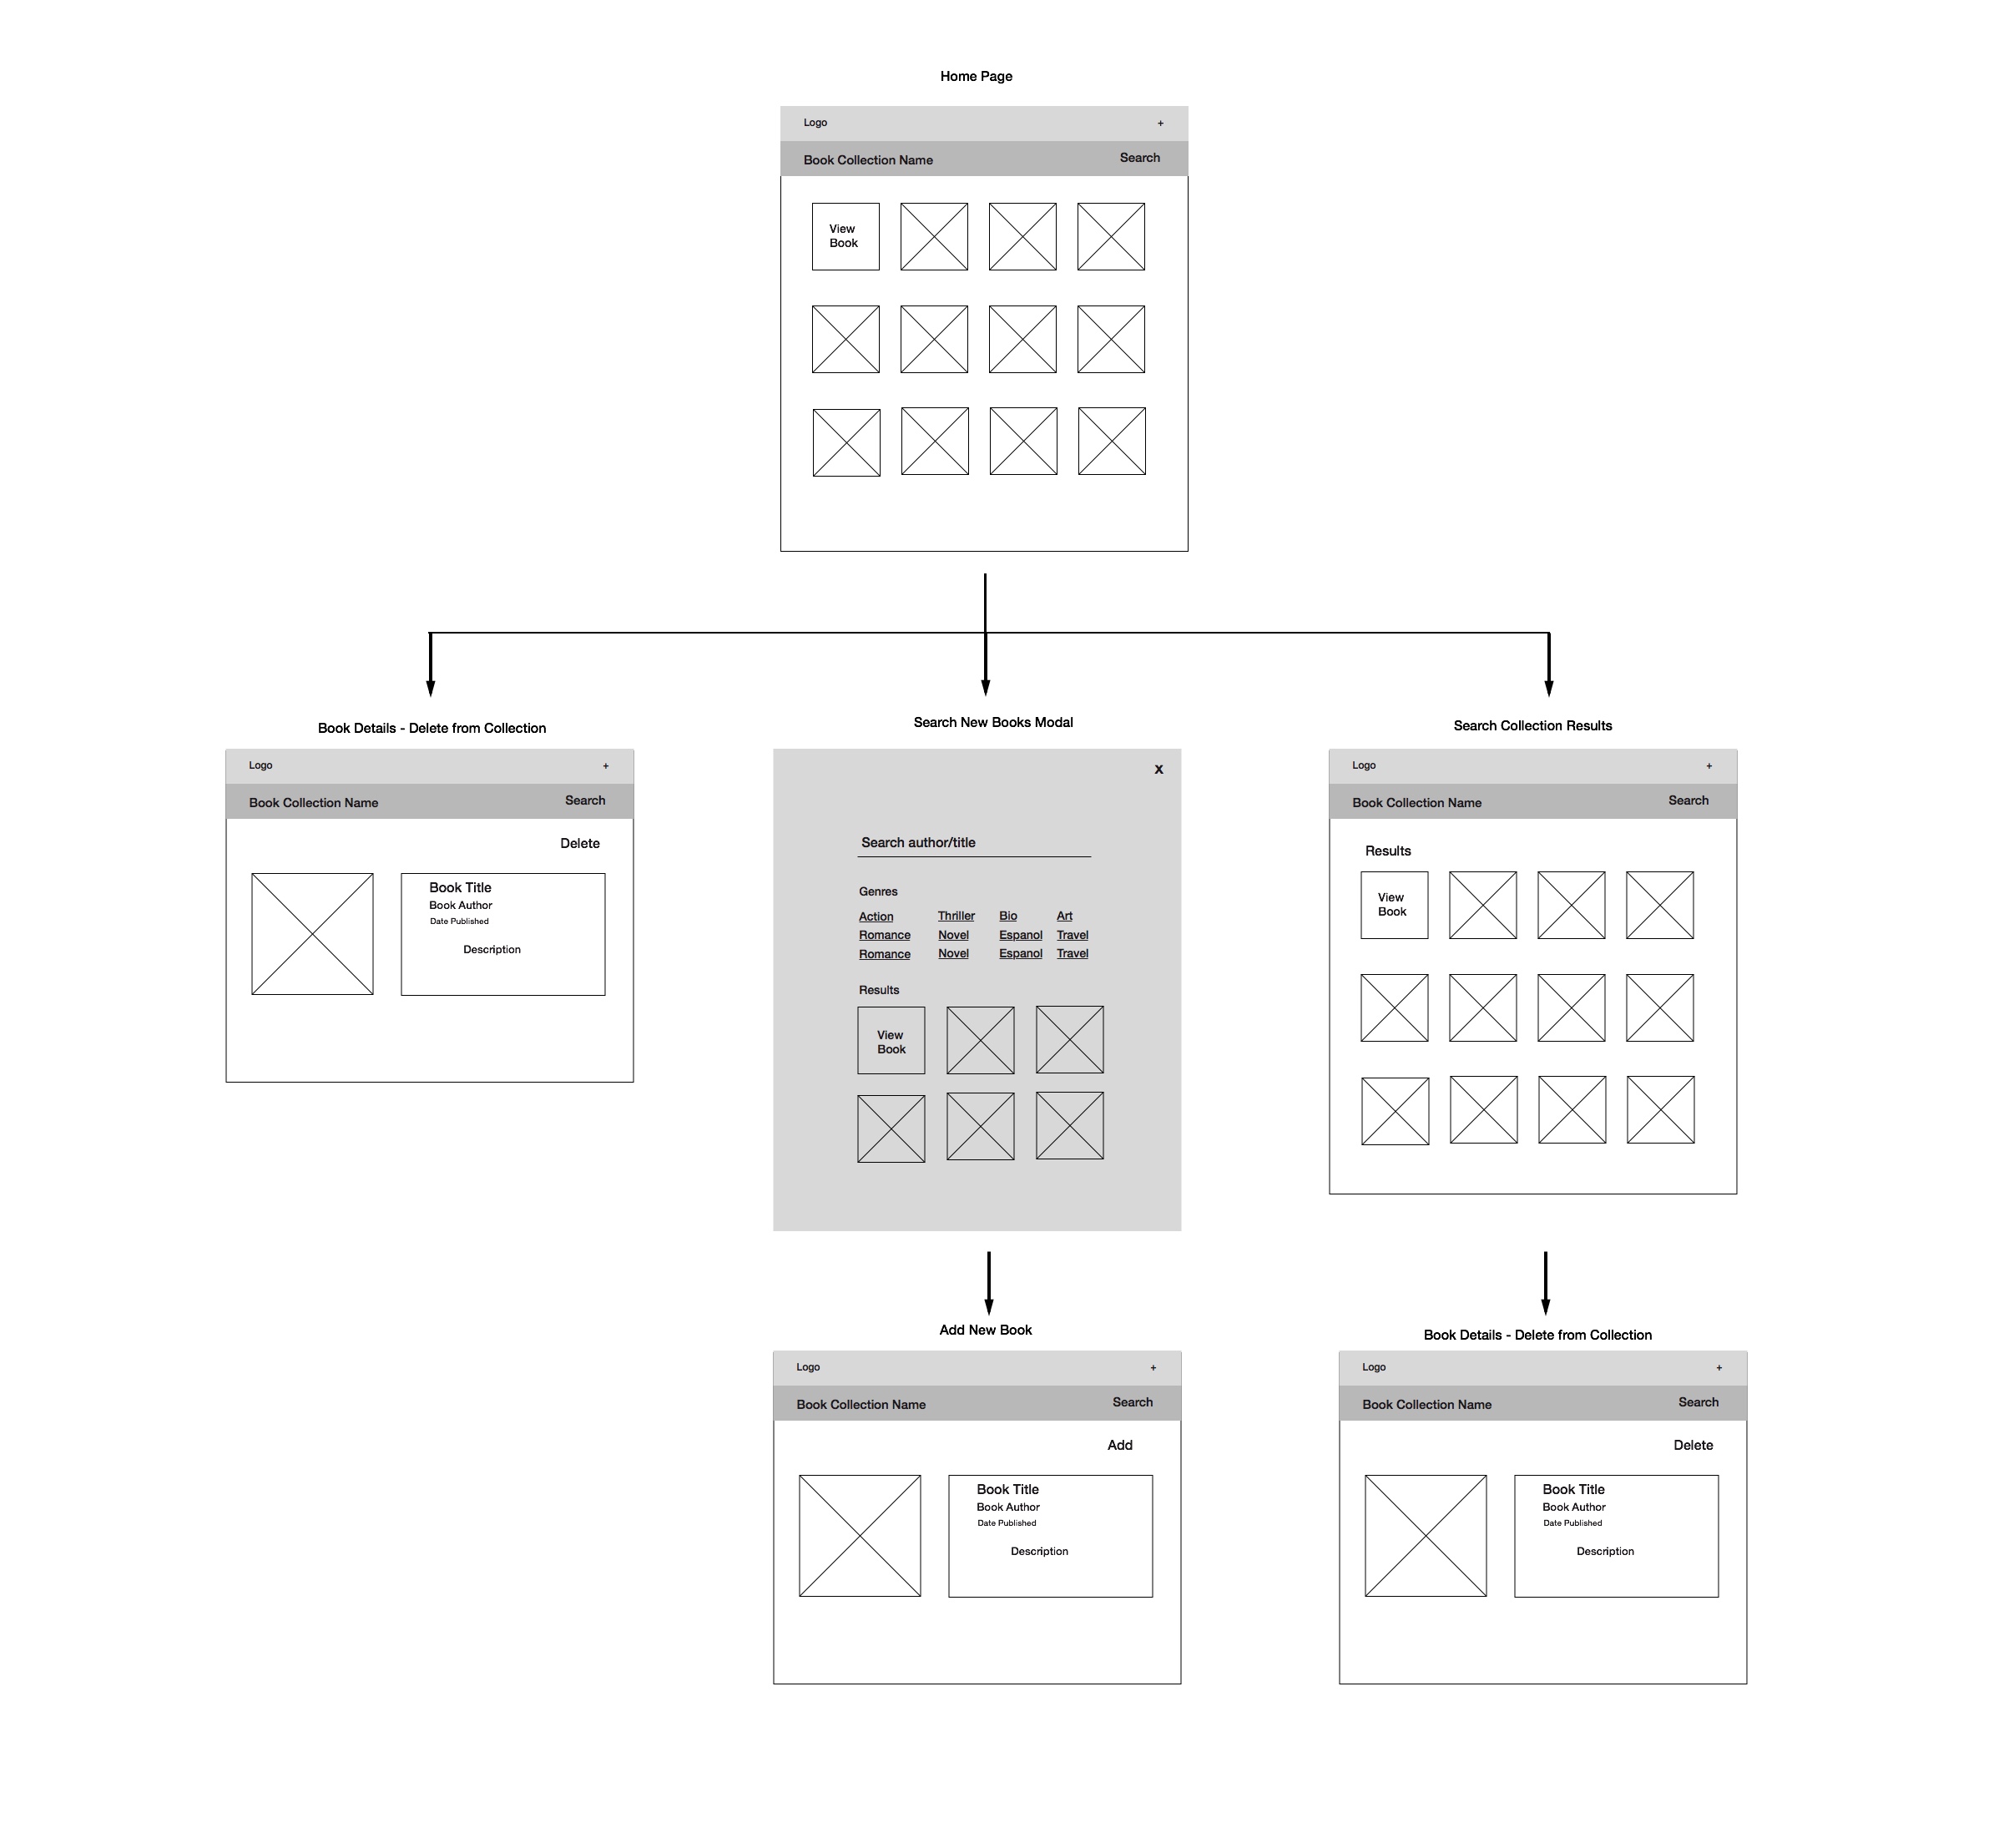 Home Page
Logo +
Book Collection Name Search
View
Book
Book Details - Delete from Collection
Logo +
Book Collection Name Search
Delete
Book Title
Book Author
Date Published
Description
Search New Books Modal
X
Search author/title
Genres
Action Thriller Bio Art
Romance Novel Espanol Travel
Romance Novel Espanol Travel
Results
View
Book
Search Collection Results
Logo +
Book Collection Name Search
Results
View
Book
Add New Book
Logo +
Book Collection Name Search
Add
Book Title
Book Author
Date Published
Description
Book Details - Delete from Collection
Logo +
Book Collection Name Search
Delete
Book Title
Book Author
Date Published
Description